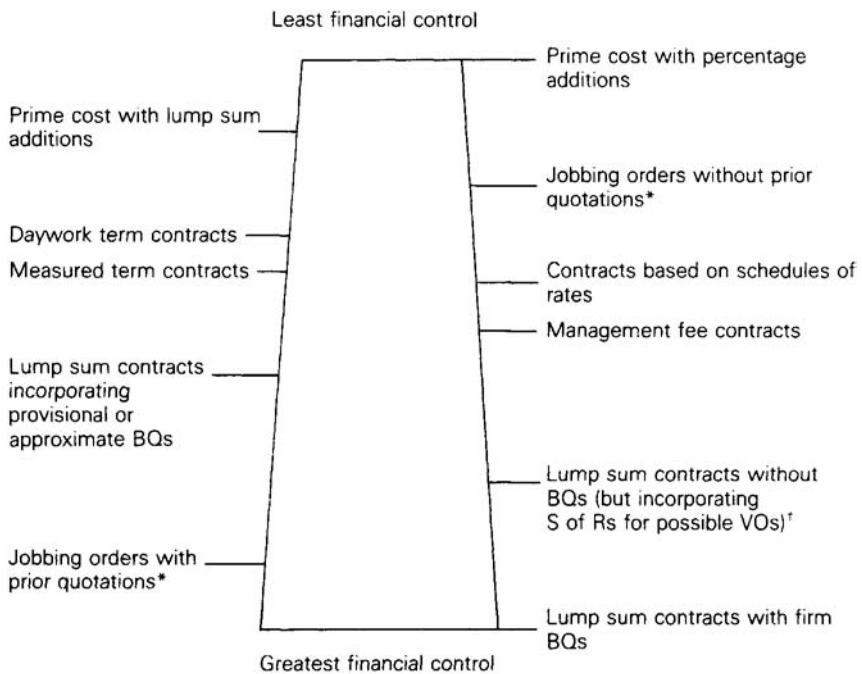 Least financial control
Prime cost with percentage
additions
Prime cost with lump sum
additions
Jobbing orders without prior
quotations*
Daywork term contracts
Measured term contracts
Contracts based on schedules of
rates
Management fee contracts
Lump sum contracts
incorporating
provisional or
approximate BQs
Lump sum contracts without
BQs (but incorporating
S of Rs for possible VOs)†
Jobbing orders with
prior quotations*
Lump sum contracts with firm
BQs
Greatest financial control